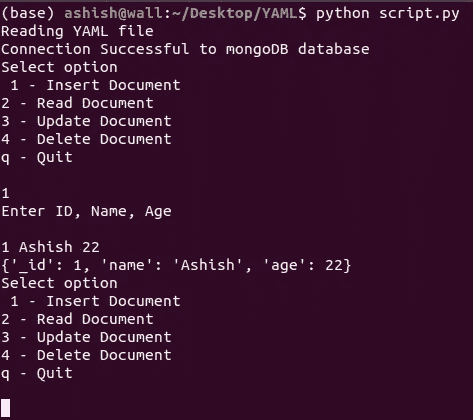 (base) ashish@wall:~/Desktop/YAML$ python script.py
Reading YAML file
Connection Successful to mongoDB database
Select option
 1 - Insert Document
2 - Read Document
3 - Update Document
4 - Delete Document
q - Quit

1
Enter ID, Name, Age

1 Ashish 22
{'_id': 1, 'name': 'Ashish', 'age': 22}
Select option
 1 - Insert Document
2 - Read Document
3 - Update Document
4 - Delete Document
q - Quit